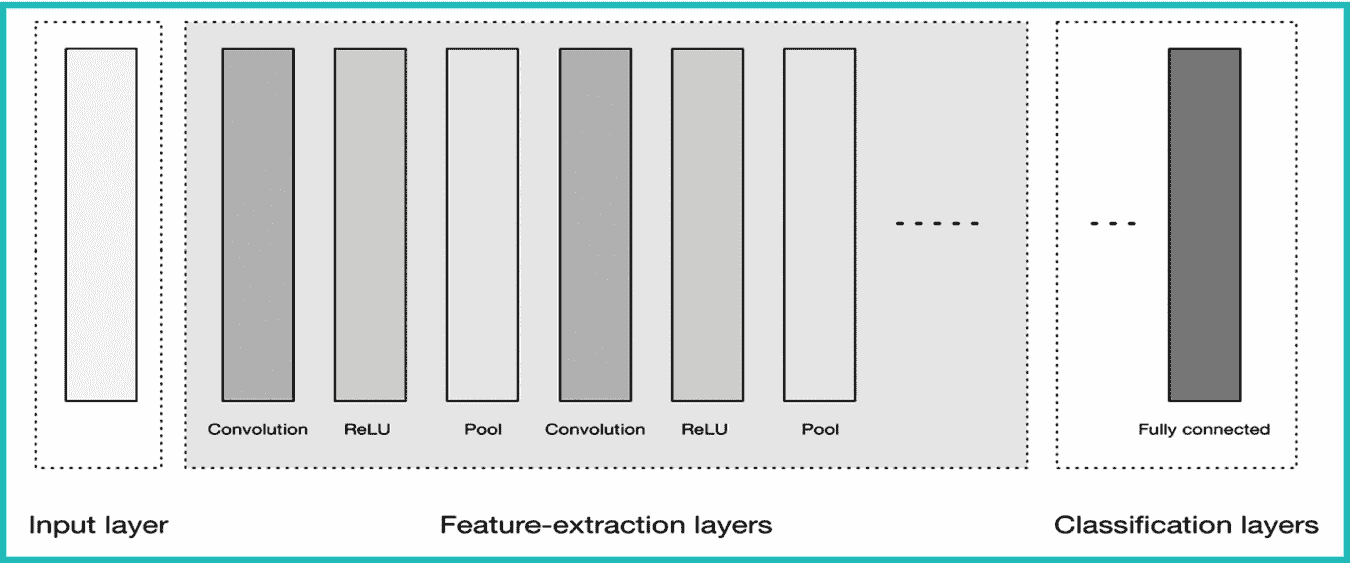 Convolution ReLU Pool Convolution ReLU Pool Fully connected
Input layer Feature-extraction layers Classification layers